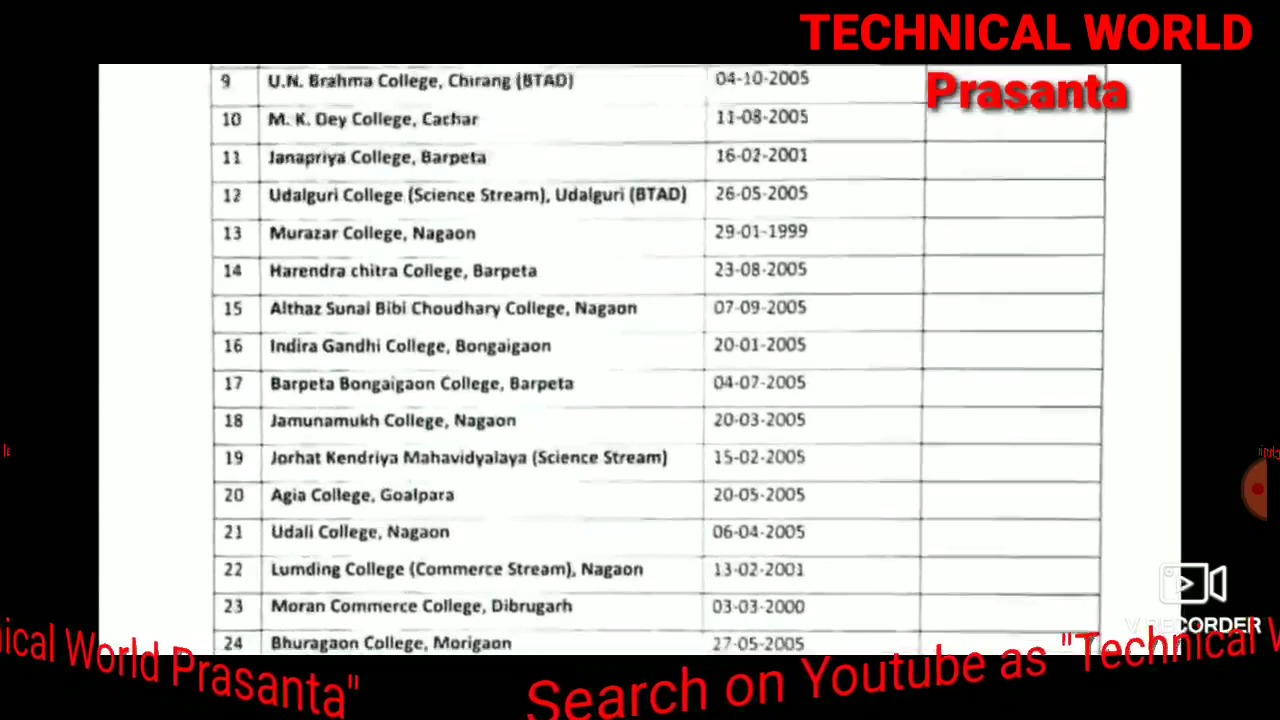 TECHNICAL WORLD
Prasanta
9 U.N. Brahma College, Chirang (BTAD) 04-10-2005
10 M. K. Dey College, Cachar 11-08-2005
11 Janapriya College, Barpeta 16-02-2001
12 Udalguri College (Science Stream), Udalguri (BTAD) 26-05-2005
13 Murazar College, Nagaon 29-01-1999
14 Harendra chitra College, Barpeta 23-08-2005
15 Althaz Sunai Bibi Choudhary College, Nagaon 07-09-2005
16 Indira Gandhi College, Bongaigaon 20-01-2005
17 Barpeta Bongaigaon College, Barpeta 04-07-2005
18 Jamunamukh College, Nagaon 20-03-2005
19 Jorhat Kendriya Mahavidyalaya (Science Stream) 15-02-2005
20 Agia College, Goalpara 20-05-2005
21 Udali College, Nagaon 06-04-2005
22 Lumding College (Commerce Stream), Nagaon 13-02-2001
23 Moran Commerce College, Dibrugarh 03-03-2000
24 Bhuragaon College, Morigaon 27-05-2005
V RECORDER
nical World Prasanta" Search on Youtube as "Technical W